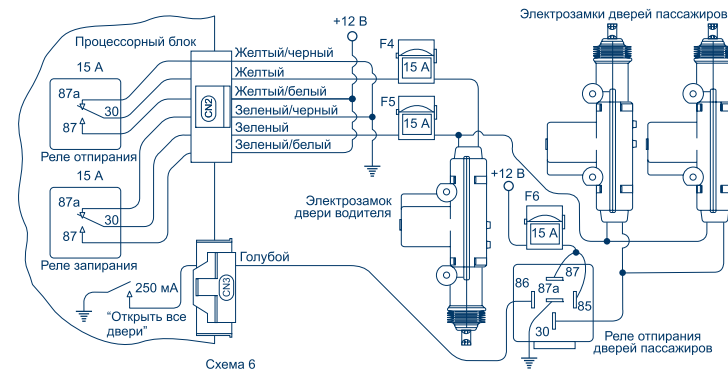 Электрозамки дверей пассажиров
+12 В
Процессорный блок
F4
15 А
Желтый/черный
Желтый
Желтый/белый
Зеленый/черный
Зеленый
Зеленый/белый
CN2
15 А
87а
30
87
Реле отпирания
F5
15 А
15 А
87а
30
87
Реле запирания
Электрозамок
двери водителя
+12 В
F6
15 А
Голубой
CN3
250 мА
“Открыть все
двери”
87
86
87а
85
30
Реле отпирания
дверей пассажиров
Схема 6